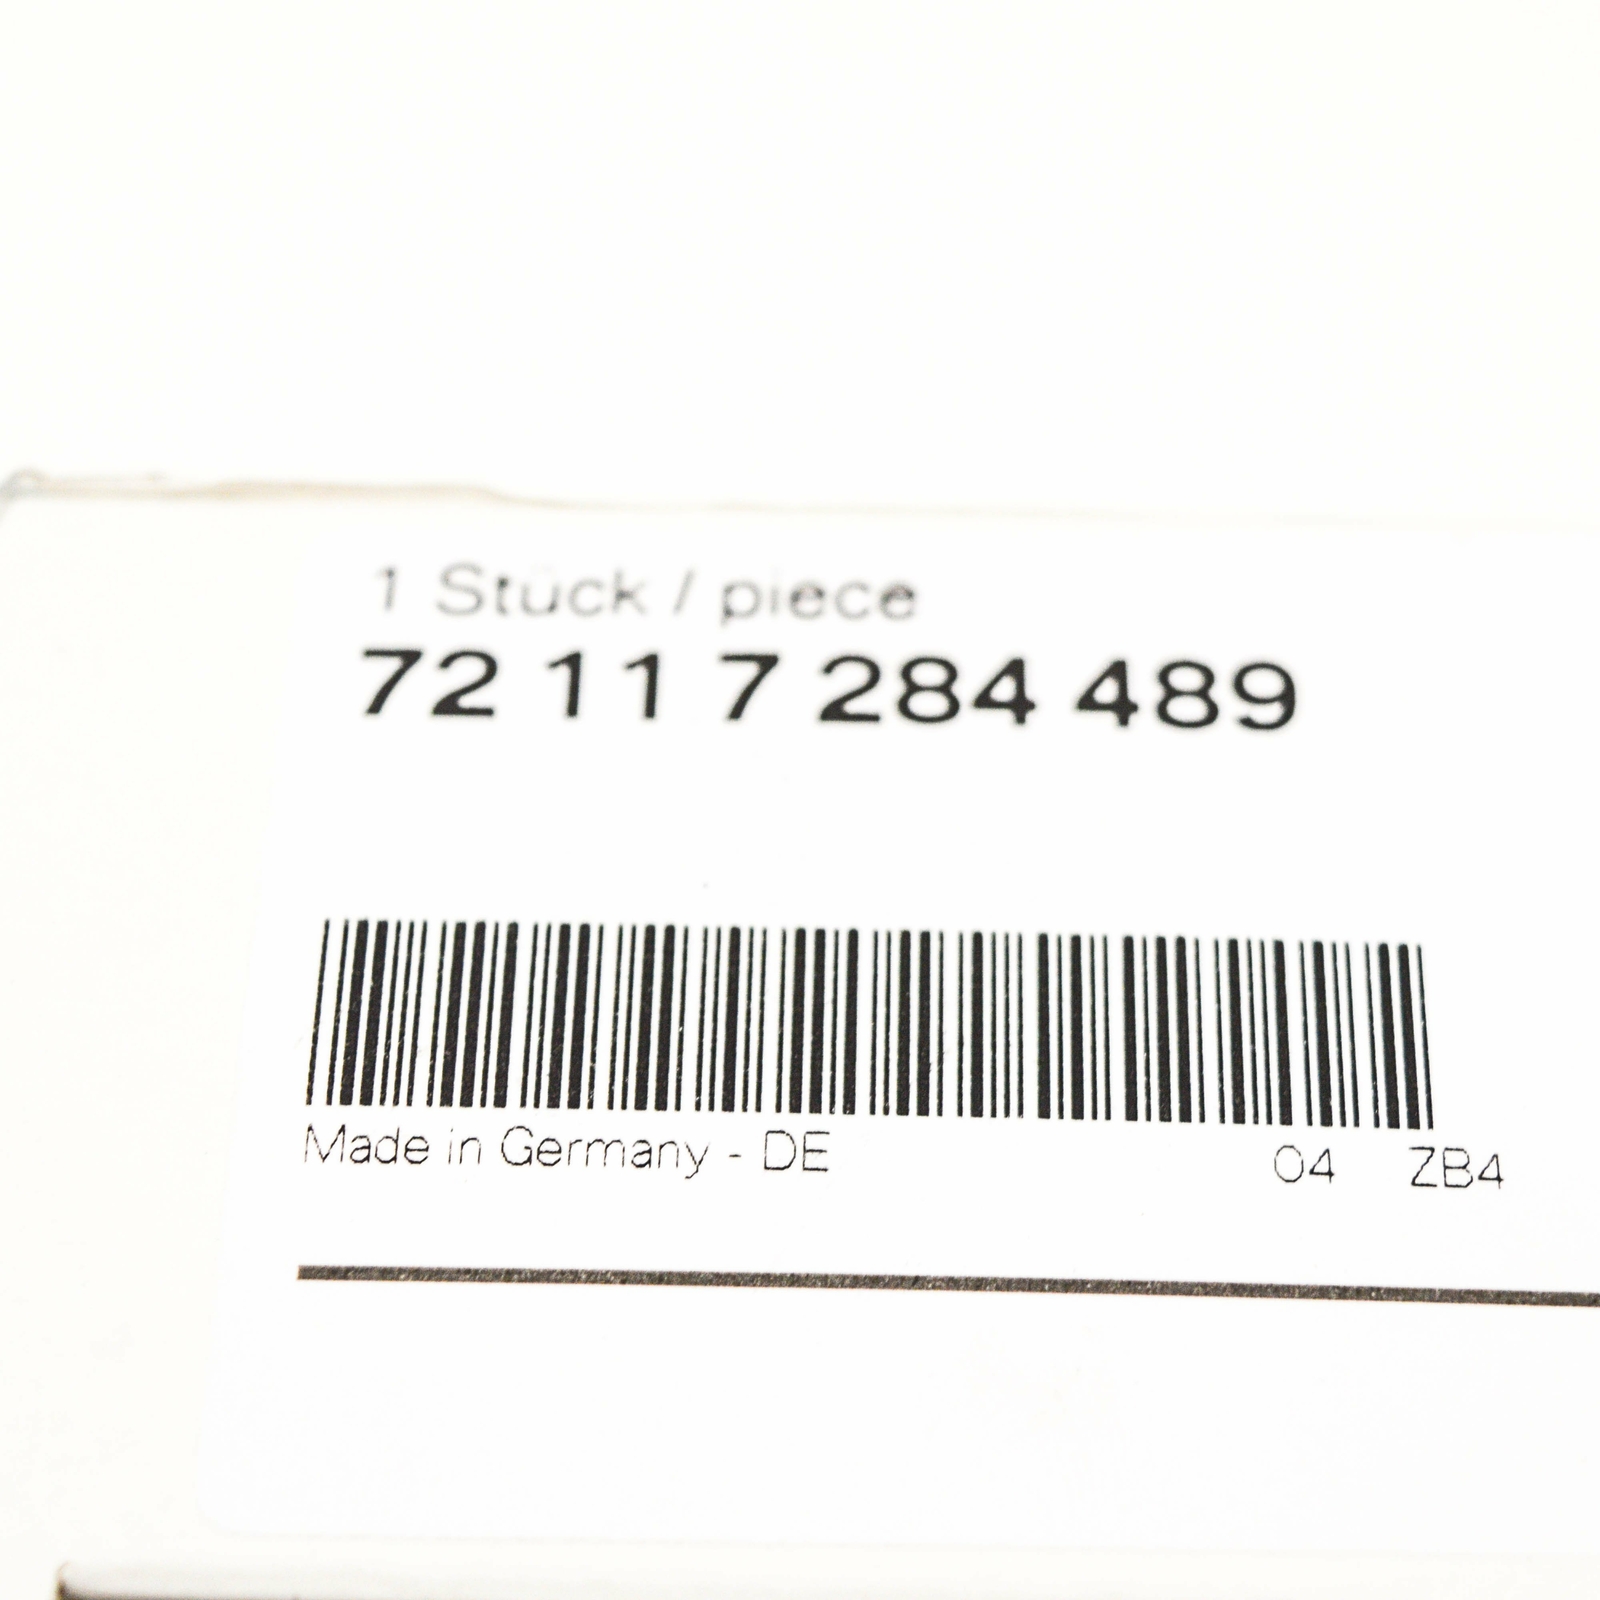 1 Stück / piece
72 11 7 284 489
Made in Germany - DE 04 ZB4